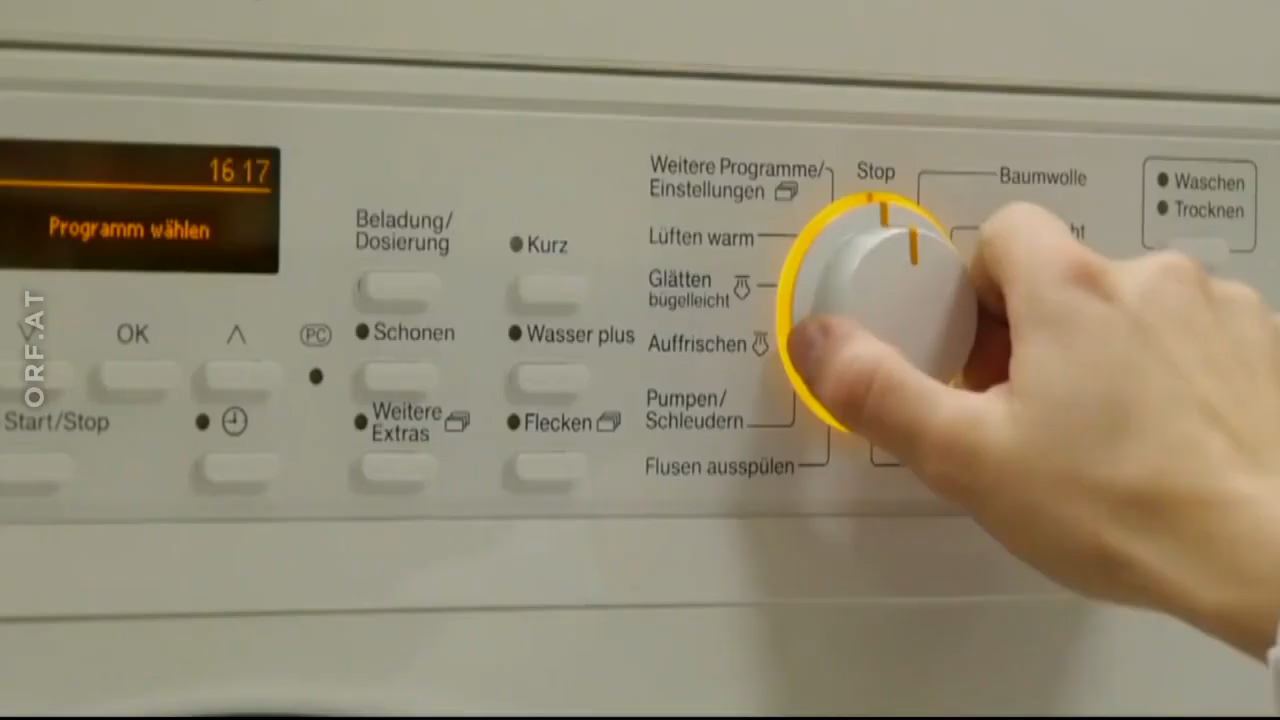 16:17
Programm wählen
OK
PC
Start/Stop
Beladung/
Dosierung
Kurz
Schonen
Wasser plus
Weitere
Extras
Flecken
Weitere Programme/
Einstellungen
Lüften warm
Glätten
bügelleicht
Auffrischen
Pumpen/
Schleudern
Flusen ausspülen
Stop
Baumwolle
Waschen
Trocknen
ORF.AT